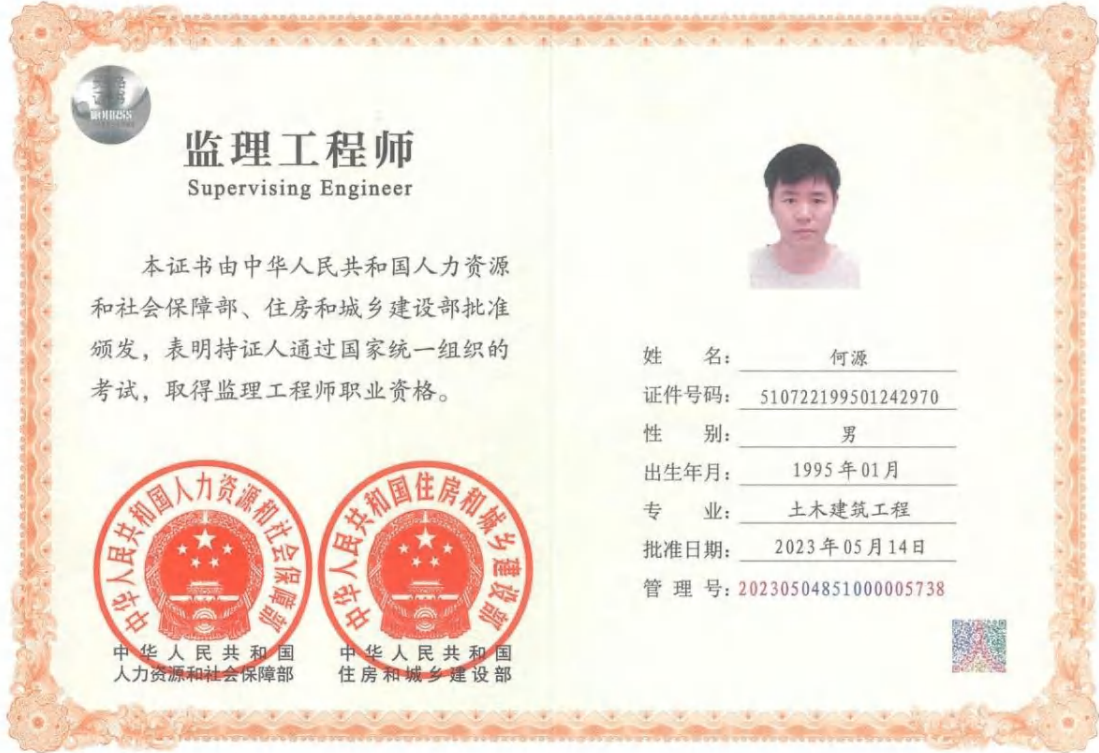 监理工程师
Supervising Engineer
本证书由中华人民共和国人力资源
和社会保障部、住房和城乡建设部批准
颁发，表明持证人通过国家统一组织的
考试，取得监理工程师职业资格。
中华人民共和国人力资源和社会保障部
中华人民共和国住房和城乡建设部
中华人民共和国
人力资源和社会保障部
中华人民共和国
住房和城乡建设部
姓 名：何源
证件号码：510722199501242970
性 别：男
出生年月：1995年01月
专 业：土木建筑工程
批准日期：2023年05月14日
管 理 号：20230504851000005738